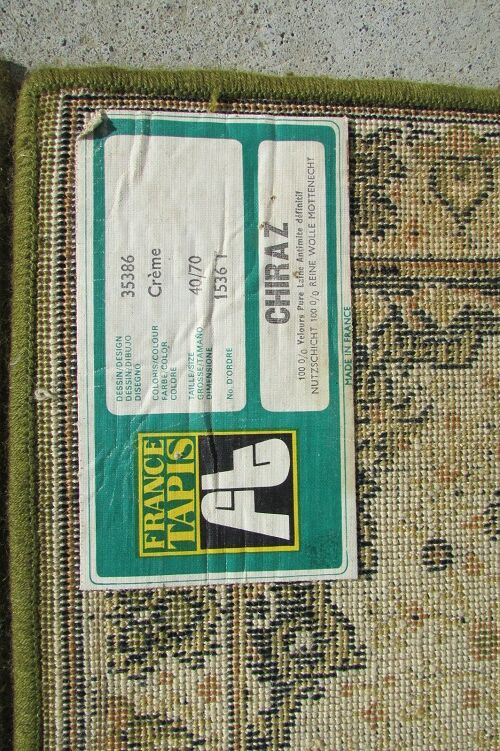 FRANCE
TAPIS
ft
DESSIN/DESIGN
DESSEIN/DIBUJO
DISEGNO
35386
COLORIS/COLOUR
FARBE/COLOR
COLORE
Crème
TAILLE/SIZE
GROSSE/TAMANO
DIMENSIONE
40/70
No. D'ORDRE
1536 T
CHIRAZ
100 0/0 Velours Pure Laine Antimite définitif
NUTZSCHICHT 100 0/0 REINE WOLLE MOTTENECHT
MADE IN FRANCE